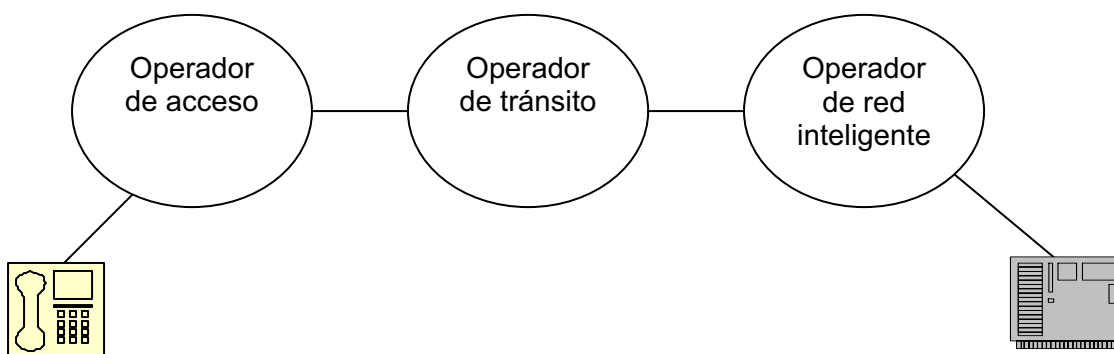 Operador
de acceso
Operador
de tránsito
Operador
de red
inteligente